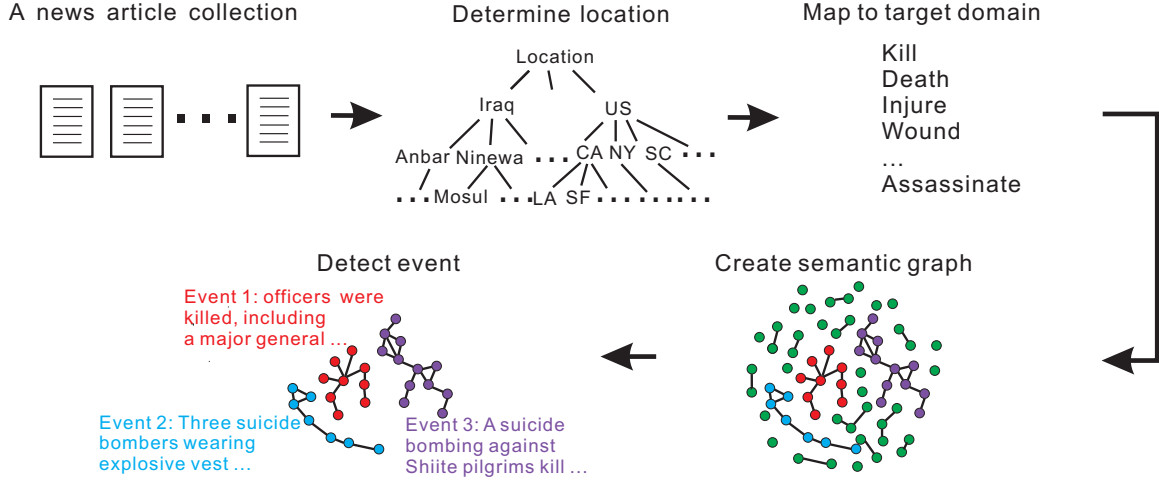 A news article collection
Determine location
Map to target domain
Location
Iraq US
Anbar Ninewa ... CA NY SC ...
... Mosul ... LA SF ... ... ...
Kill
Death
Injure
Wound
...
Assassinate
Detect event
Create semantic graph
Event 1: officers were
killed, including
a major general ...
Event 2: Three suicide
bombers wearing
explosive vest ...
Event 3: A suicide
bombing against
Shiite pilgrims kill ...